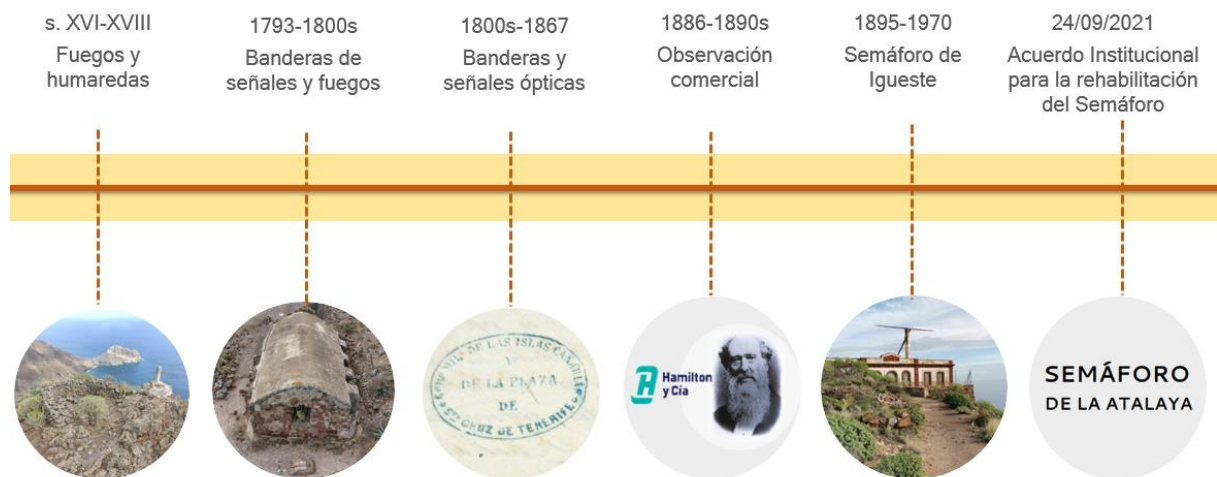 s. XVI-XVIII
Fuegos y
humaredas
1793-1800s
Banderas de
señales y fuegos
1800s-1867
Banderas y
señales ópticas
1886-1890s
Observación
comercial
1895-1970
Semáforo de
Igueste
24/09/2021
Acuerdo Institucional
para la rehabilitación
del Semáforo
DE LAS ISLAS
DE LA PLAZA
DE
CRUZ DE TENERIFE
Hamilton
y Cía
SEMÁFORO
DE LA ATALAYA